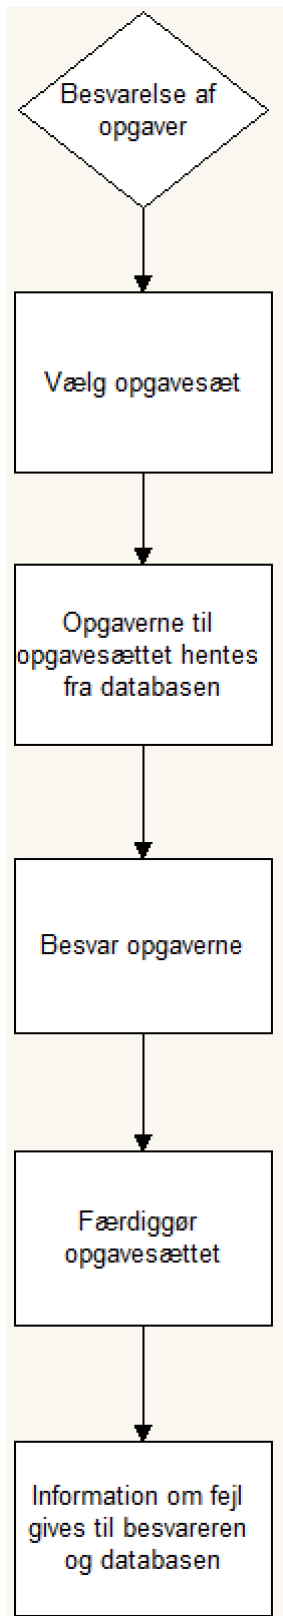 Besvarelse af
opgaver
Vælg opgavesæt
Opgaverne til
opgavesættet hentes
fra databasen
Besvar opgaverne
Færdiggør
opgavesættet
Information om fejl
gives til besvareren
og databasen